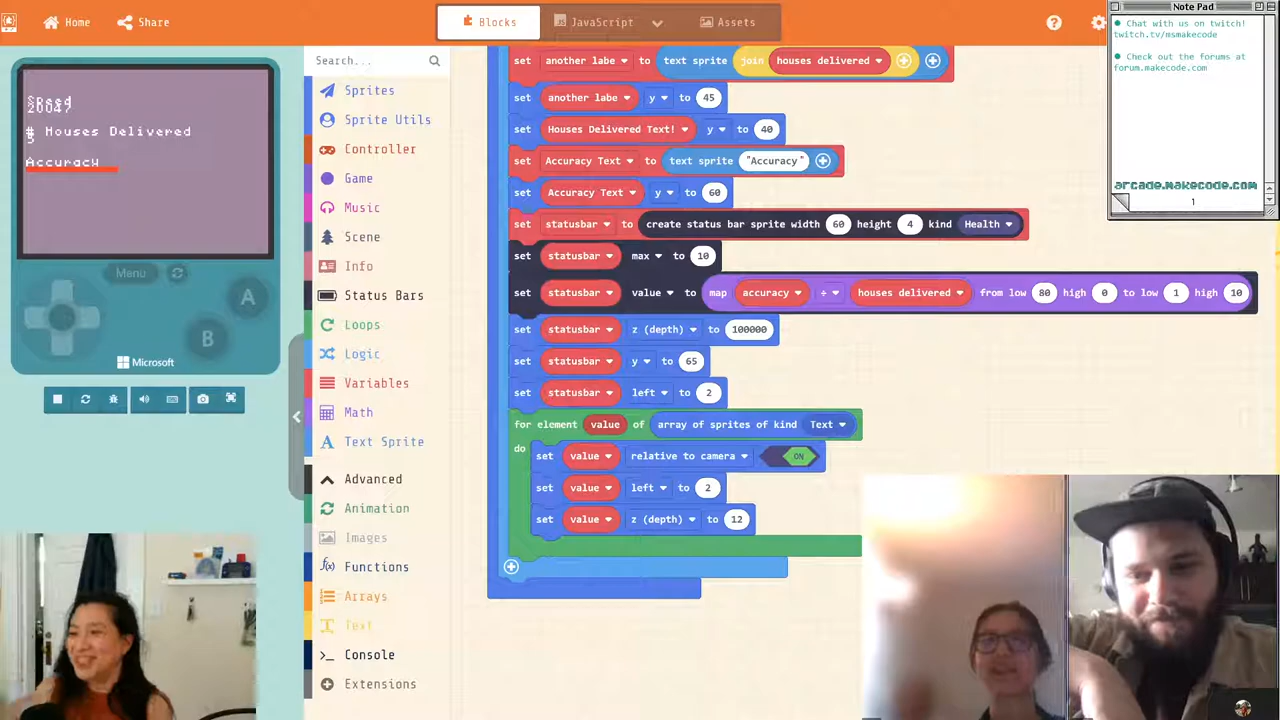 Home
Share
Blocks
JavaScript
Assets
Note Pad
Chat with us on twitch!
twitch.tv/msmakecode
Check out the forums at
forum.makecode.com
arcade.makecode.com
1
# Houses Delivered
Accuracy
Menu
A
B
Microsoft
Search...
Sprites
Sprite Utils
Controller
Game
Music
Scene
Info
Status Bars
Loops
Logic
Variables
Math
Text Sprite
Advanced
Animation
Images
Functions
Arrays
Text
Console
Extensions
set another labe to text sprite join houses delivered
set another labe y to 45
set Houses Delivered Text! y to 40
set Accuracy Text to text sprite "Accuracy"
set Accuracy Text y to 60
set statusbar to create status bar sprite width 60 height 4 kind Health
set statusbar max to 10
set statusbar value to map accuracy ÷ houses delivered from low 80 high 0 to low 1 high 10
set statusbar z (depth) to 100000
set statusbar y to 65
set statusbar left to 2
for element value of array of sprites of kind Text
do set value relative to camera ON
set value left to 2
set value z (depth) to 12